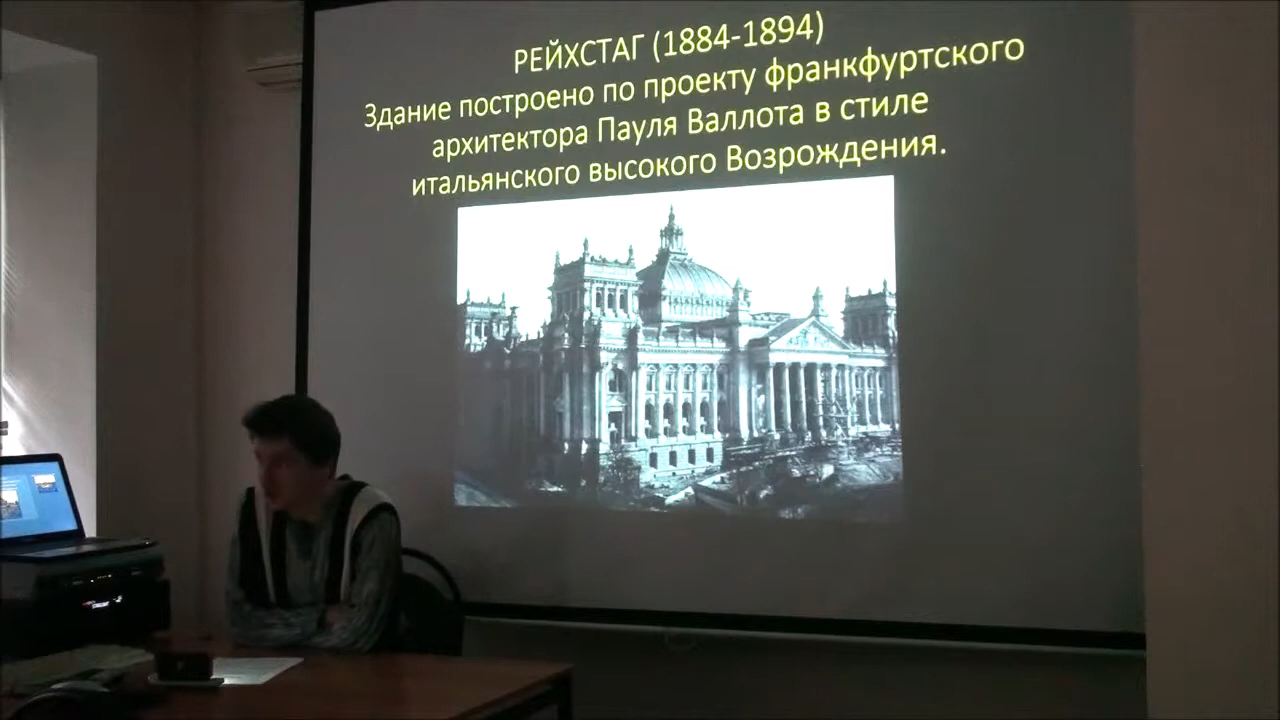 РЕЙХСТАГ (1884-1894)
Здание построено по проекту франкфуртского
архитектора Пауля Валлота в стиле
итальянского высокого Возрождения.